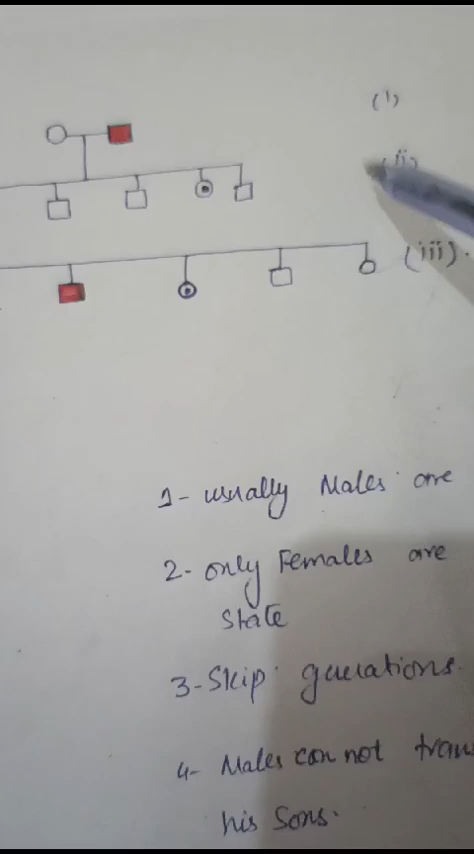 (i)
(ii)
(iii).
1- usually Males are
2- only Females are
state
3- Skip generations.
4- Males can not tran
his Sons.